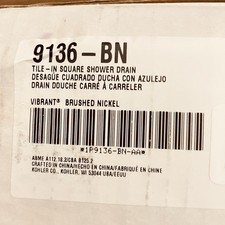 9136-BN
TILE-IN SQUARE SHOWER DRAIN
DESAGÜE CUADRADO DUCHA CON AZULEJO
DRAIN DOUCHE CARRÉ À CARRELER
VIBRANT® BRUSHED NICKEL
*1P9136-BN-AA*
ASME A112.18.2/CSA B125.2
CRAFTED IN CHINA/HECHO EN CHINA/FABRIQUÉ EN CHINE
KOHLER CO., KOHLER, WI 53044 USA/EEUU